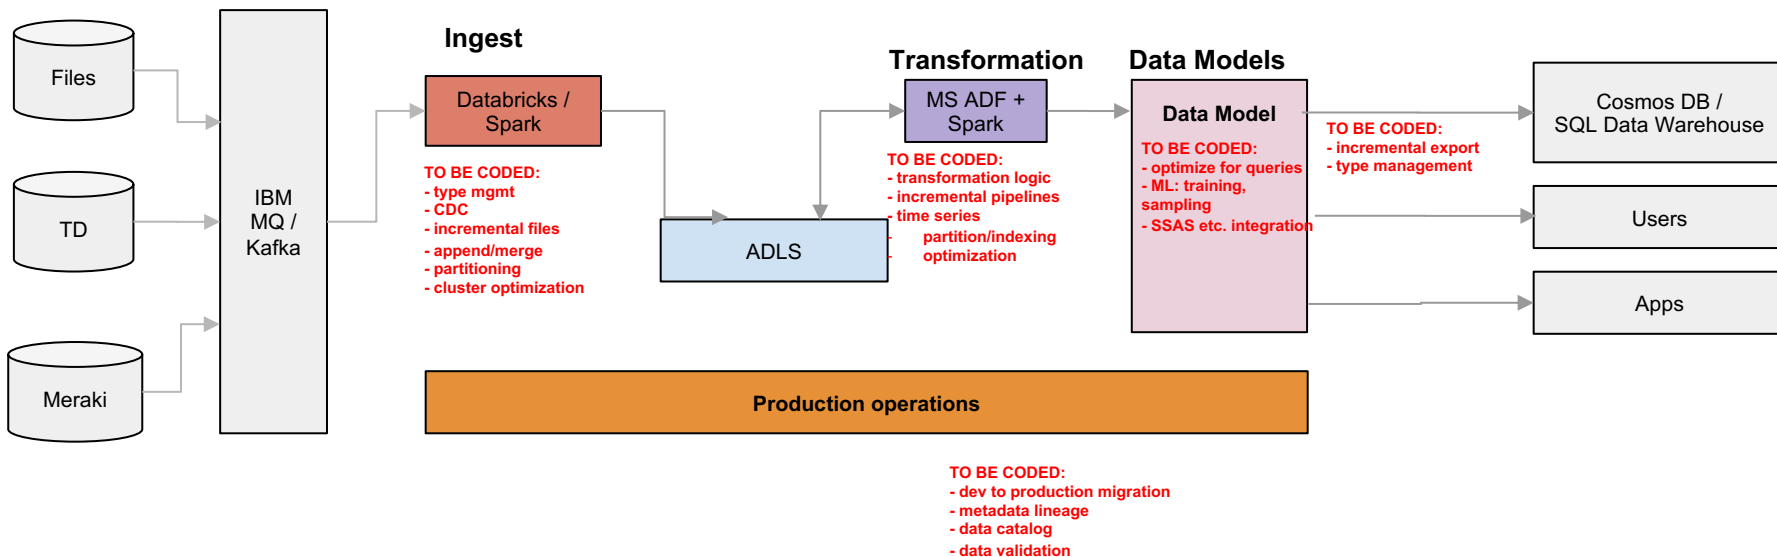 Files
TD
Meraki
IBM
MQ /
Kafka
Ingest
Databricks /
Spark
TO BE CODED:
- type mgmt
- CDC
- incremental files
- append/merge
- partitioning
- cluster optimization
ADLS
Transformation
MS ADF +
Spark
TO BE CODED:
- transformation logic
- incremental pipelines
- time series
- partition/indexing
- optimization
Data Models
Data Model
TO BE CODED:
- optimize for queries
- ML: training,
sampling
- SSAS etc. integration
TO BE CODED:
- incremental export
- type management
Cosmos DB /
SQL Data Warehouse
Users
Apps
Production operations
TO BE CODED:
- dev to production migration
- metadata lineage
- data catalog
- data validation